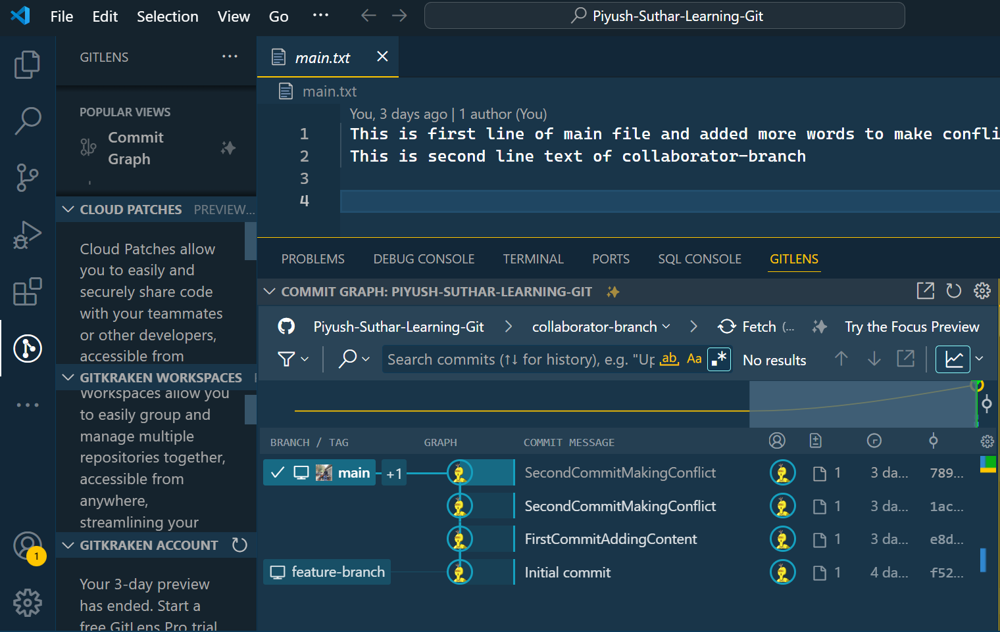 File Edit Selection View Go ··· Piyush-Suthar-Learning-Git
GITLENS ···
POPULAR VIEWS
Commit
Graph
CLOUD PATCHES PREVIEW...
Cloud Patches allow
you to easily and
securely share code
with your teammates
or other developers,
accessible from
GITKRAKEN WORKSPACES
Workspaces allow you
to easily group and
manage multiple
repositories together,
accessible from
anywhere,
streamlining your
GITKRAKEN ACCOUNT
Your 3-day preview
has ended. Start a
free GitLens Pro trial
1
main.txt
main.txt
You, 3 days ago | 1 author (You)
1 This is first line of main file and added more words to make confli
2 This is second line text of collaborator-branch
3
4
PROBLEMS DEBUG CONSOLE TERMINAL PORTS SQL CONSOLE GITLENS
COMMIT GRAPH: PIYUSH-SUTHAR-LEARNING-GIT
Piyush-Suthar-Learning-Git > collaborator-branch > Fetch (... Try the Focus Preview
Search commits (↑↓ for history), e.g. "Up ab, Aa .* No results
BRANCH / TAG GRAPH COMMIT MESSAGE
main +1 SecondCommitMakingConflict 1 3 da... 789...
SecondCommitMakingConflict 1 3 da... 1ac...
FirstCommitAddingContent 1 3 da... e8d...
feature-branch Initial commit 1 4 da... f52...